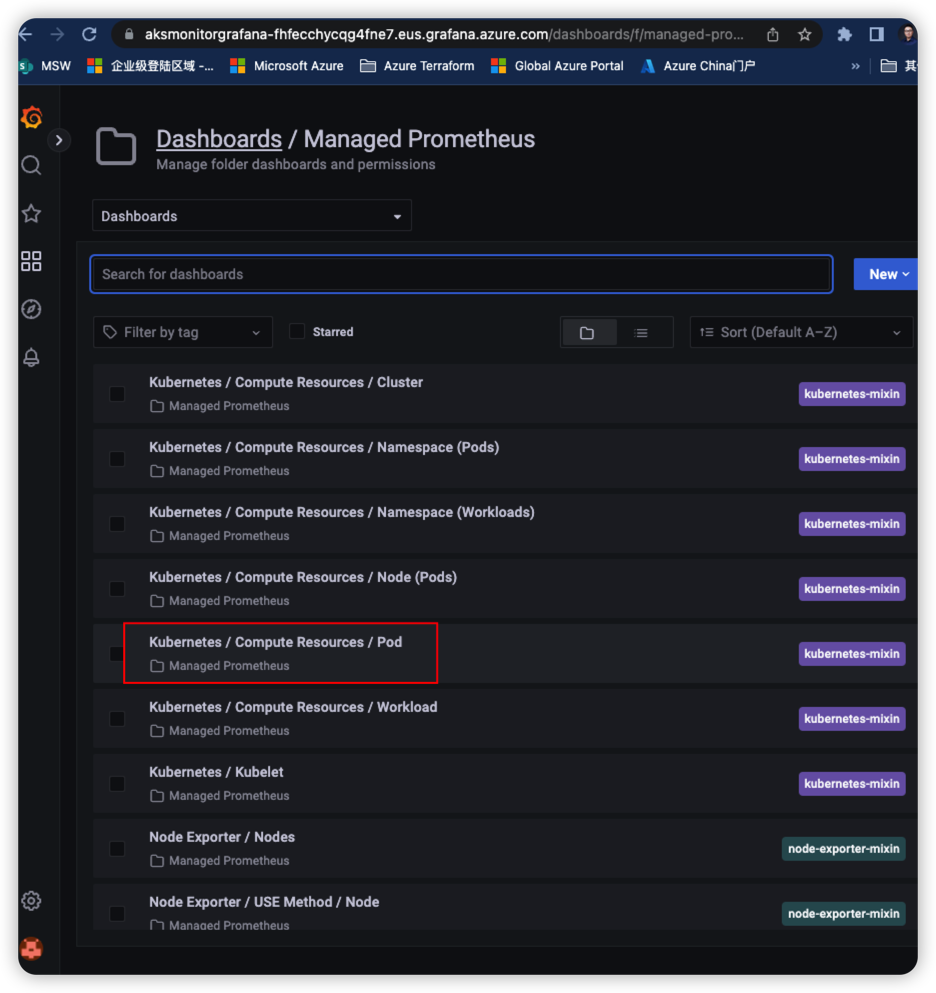 aksmonitorgrafana-fhfecchycqg4fne7.eus.grafana.azure.com/dashboards/f/managed-pro...
MSW 企业级登陆区域 -... Microsoft Azure Azure Terraform Global Azure Portal Azure China门户 » 其
Dashboards / Managed Prometheus
Manage folder dashboards and permissions
Dashboards
Search for dashboards
New
Filter by tag Starred Sort (Default A–Z)
Kubernetes / Compute Resources / Cluster
Managed Prometheus
kubernetes-mixin
Kubernetes / Compute Resources / Namespace (Pods)
Managed Prometheus
kubernetes-mixin
Kubernetes / Compute Resources / Namespace (Workloads)
Managed Prometheus
kubernetes-mixin
Kubernetes / Compute Resources / Node (Pods)
Managed Prometheus
kubernetes-mixin
Kubernetes / Compute Resources / Pod
Managed Prometheus
kubernetes-mixin
Kubernetes / Compute Resources / Workload
Managed Prometheus
kubernetes-mixin
Kubernetes / Kubelet
Managed Prometheus
kubernetes-mixin
Node Exporter / Nodes
Managed Prometheus
node-exporter-mixin
Node Exporter / USE Method / Node
Managed Prometheus
node-exporter-mixin